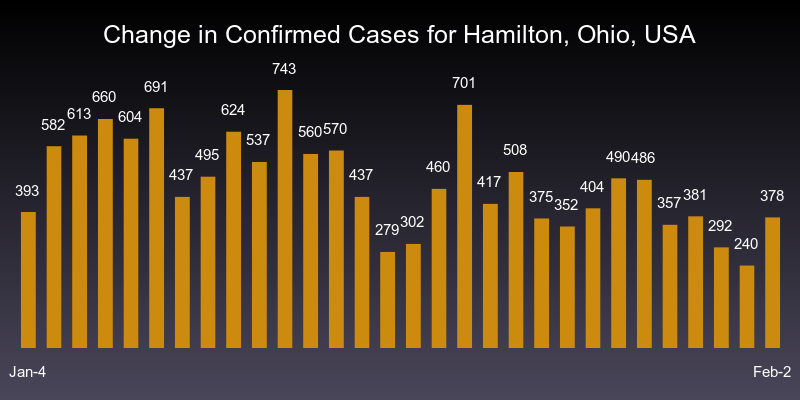 Change in Confirmed Cases for Hamilton, Ohio, USA
393 582 613 660 604 691 437 495 624 537 743 560 570 437 279 302 460 701 417 508 375 352 404 490 486 357 381 292 240 378
Jan-4 Feb-2